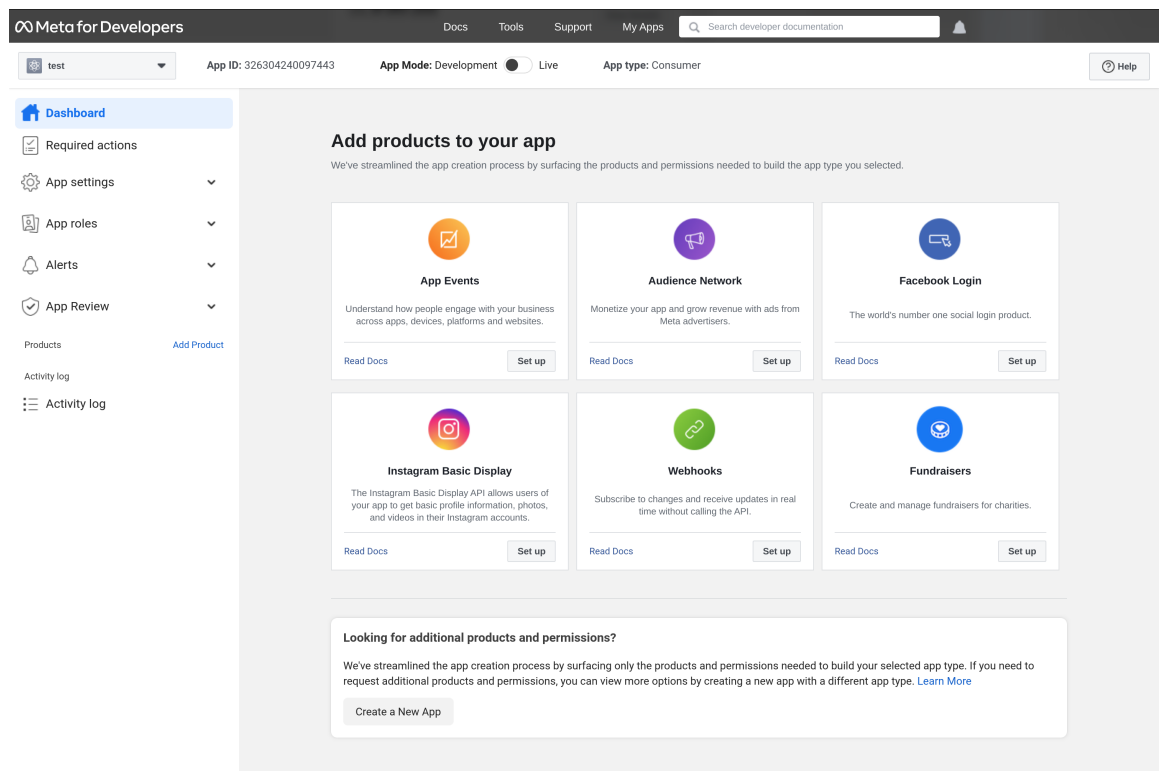 Meta for Developers
Docs
Tools
Support
My Apps
Search developer documentation
test
App ID: 326304240097443
App Mode: Development
Live
App type: Consumer
Help
Dashboard
Required actions
App settings
App roles
Alerts
App Review
Products
Add Product
Activity log
Activity log
Add products to your app
We've streamlined the app creation process by surfacing the products and permissions needed to build the app type you selected.
App Events
Understand how people engage with your business
across apps, devices, platforms and websites.
Read Docs
Set up
Audience Network
Monetize your app and grow revenue with ads from
Meta advertisers.
Read Docs
Set up
Facebook Login
The world's number one social login product.
Read Docs
Set up
Instagram Basic Display
The Instagram Basic Display API allows users of
your app to get basic profile information, photos,
and videos in their Instagram accounts.
Read Docs
Set up
Webhooks
Subscribe to changes and receive updates in real
time without calling the API.
Read Docs
Set up
Fundraisers
Create and manage fundraisers for charities.
Read Docs
Set up
Looking for additional products and permissions?
We've streamlined the app creation process by surfacing only the products and permissions needed to build your selected app type. If you need to
request additional products and permissions, you can view more options by creating a new app with a different app type. Learn More
Create a New App